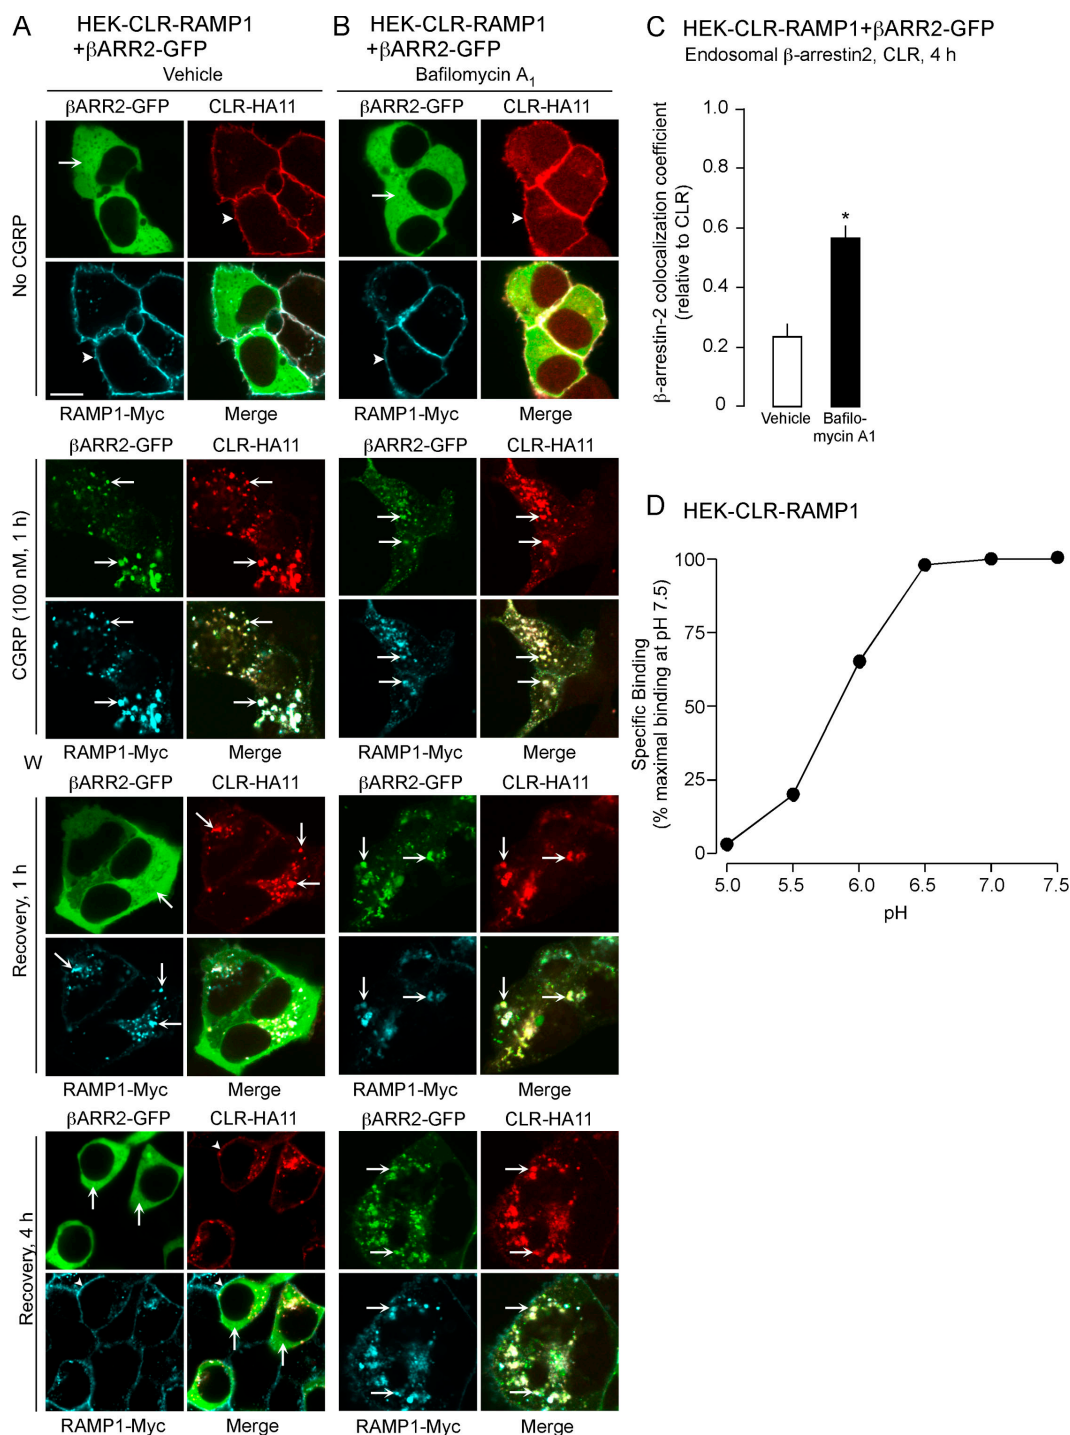 A
HEK-CLR-RAMP1
+βARR2-GFP
Vehicle
βARR2-GFP
CLR-HA11
No CGRP
RAMP1-Myc
Merge
βARR2-GFP
CLR-HA11
CGRP (100 nM, 1 h)
RAMP1-Myc
Merge
W
βARR2-GFP
CLR-HA11
Recovery, 1 h
RAMP1-Myc
Merge
βARR2-GFP
CLR-HA11
Recovery, 4 h
RAMP1-Myc
Merge
B
HEK-CLR-RAMP1
+βARR2-GFP
Bafilomycin A1
βARR2-GFP
CLR-HA11
RAMP1-Myc
Merge
βARR2-GFP
CLR-HA11
RAMP1-Myc
Merge
βARR2-GFP
CLR-HA11
RAMP1-Myc
Merge
βARR2-GFP
CLR-HA11
RAMP1-Myc
Merge
C
HEK-CLR-RAMP1+βARR2-GFP
Endosomal β-arrestin2, CLR, 4 h
β-arrestin-2 colocalization coefficient
(relative to CLR)
1.0
0.8
0.6
0.4
0.2
0
*
Vehicle
Bafilo-
mycin A1
D
HEK-CLR-RAMP1
Specific Binding
(% maximal binding at pH 7.5)
100
75
50
25
0
5.0
5.5
6.0
6.5
7.0
7.5
pH